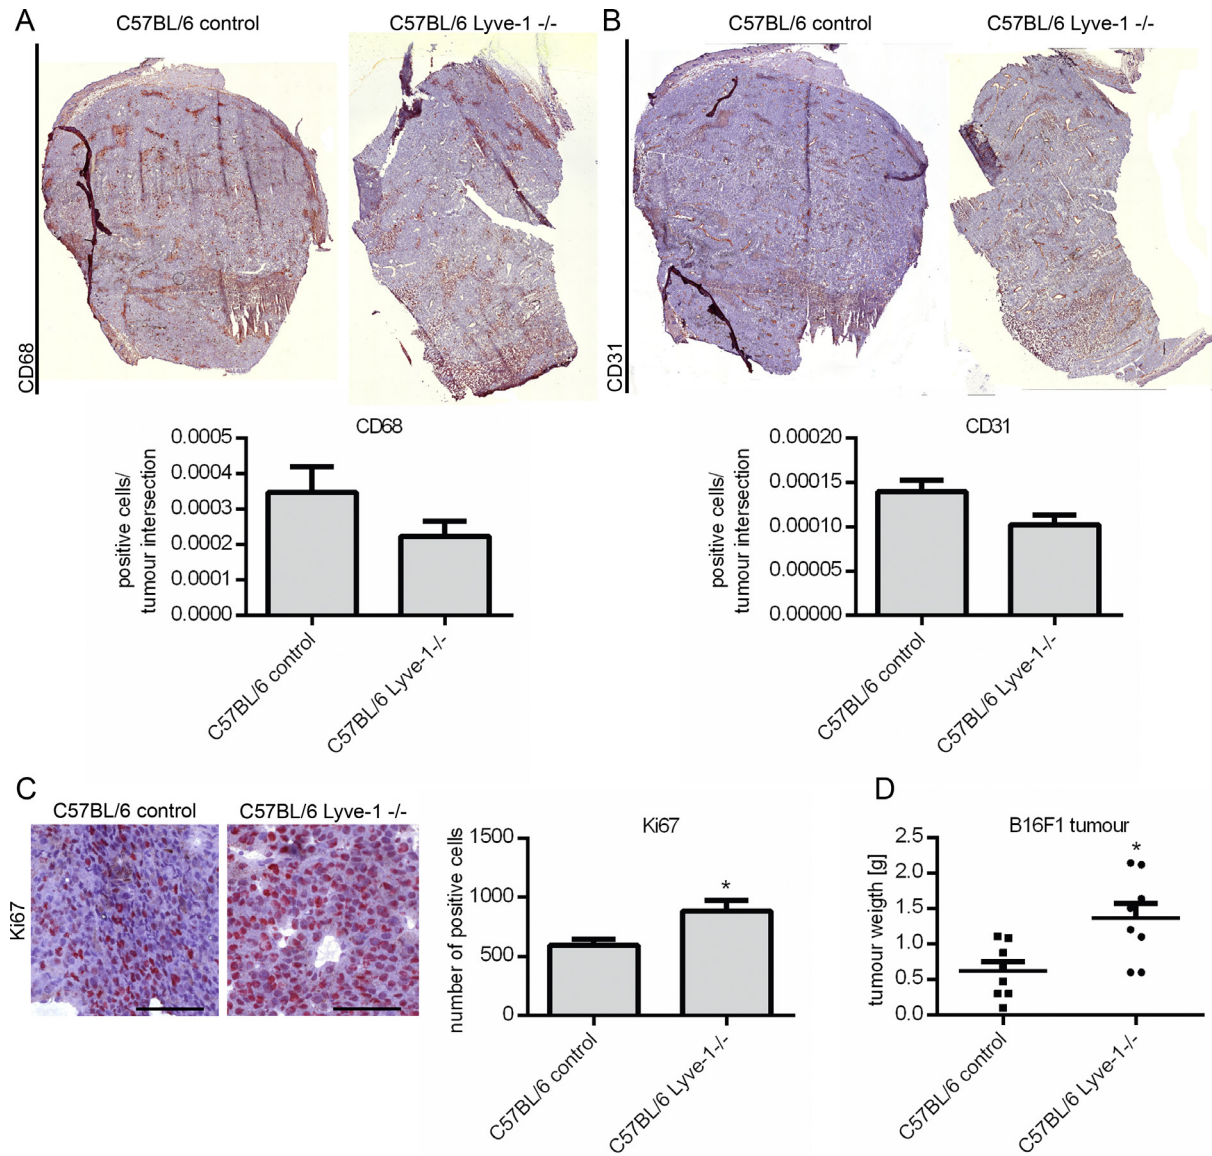 A
C57BL/6 control
C57BL/6 Lyve-1 -/-
CD68
B
C57BL/6 control
C57BL/6 Lyve-1 -/-
CD31
CD68
positive cells/
tumour intersection
0.0005
0.0004
0.0003
0.0002
0.0001
0.0000
C57BL/6 control
C57BL/6 Lyve-1-/-
CD31
positive cells/
tumour intersection
0.00020
0.00015
0.00010
0.00005
0.00000
C57BL/6 control
C57BL/6 Lyve-1-/-
C
C57BL/6 control
C57BL/6 Lyve-1 -/-
Ki67
Ki67
number of positive cells
1500
1000
500
0
*
C57BL/6 control
C57BL/6 Lyve-1-/-
D
B16F1 tumour
tumour weigth [g]
2.5
2.0
1.5
1.0
0.5
0.0
*
C57BL/6 control
C57BL/6 Lyve-1-/-